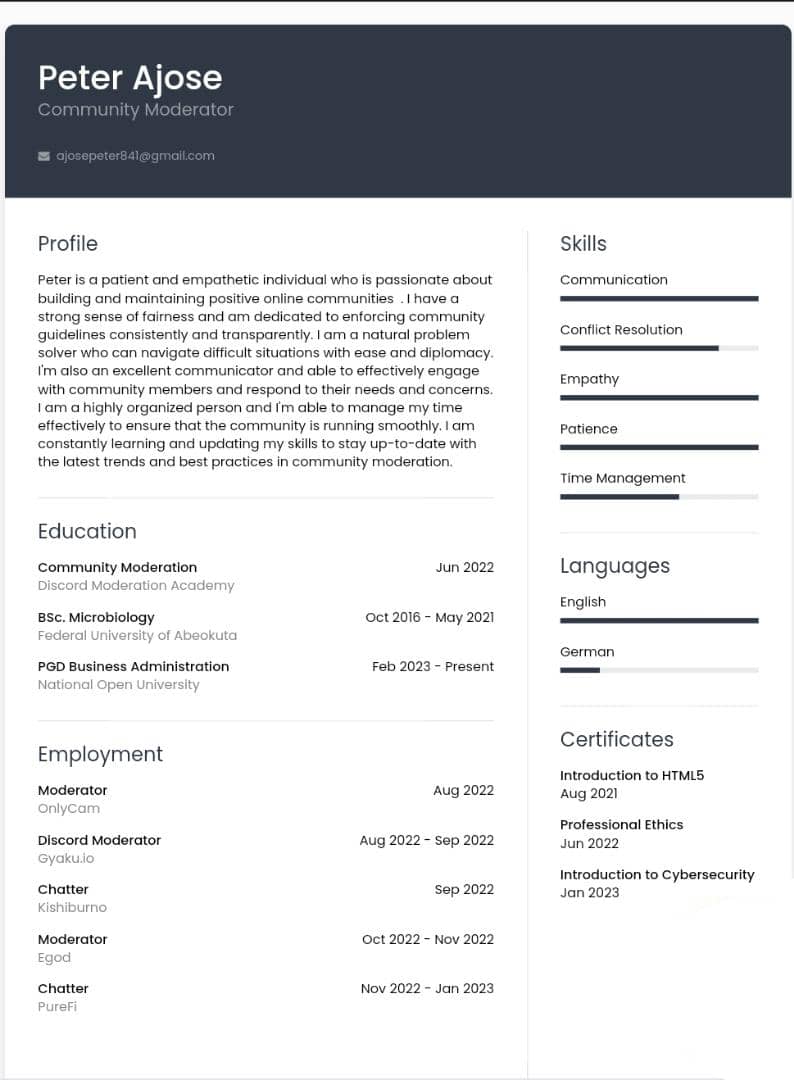 Peter Ajose
Community Moderator
ajosepeter841@gmail.com
Profile
Peter is a patient and empathetic individual who is passionate about
building and maintaining positive online communities  . I have a
strong sense of fairness and am dedicated to enforcing community
guidelines consistently and transparently. I am a natural problem
solver who can navigate difficult situations with ease and diplomacy.
I'm also an excellent communicator and able to effectively engage
with community members and respond to their needs and concerns.
I am a highly organized person and I'm able to manage my time
effectively to ensure that the community is running smoothly. I am
constantly learning and updating my skills to stay up-to-date with
the latest trends and best practices in community moderation.
Education
Community Moderation Jun 2022
Discord Moderation Academy
BSc. Microbiology Oct 2016 - May 2021
Federal University of Abeokuta
PGD Business Administration Feb 2023 - Present
National Open University
Employment
Moderator Aug 2022
OnlyCam
Discord Moderator Aug 2022 - Sep 2022
Gyaku.io
Chatter Sep 2022
Kishiburno
Moderator Oct 2022 - Nov 2022
Egod
Chatter Nov 2022 - Jan 2023
PureFi
Skills
Communication
Conflict Resolution
Empathy
Patience
Time Management
Languages
English
German
Certificates
Introduction to HTML5
Aug 2021
Professional Ethics
Jun 2022
Introduction to Cybersecurity
Jan 2023